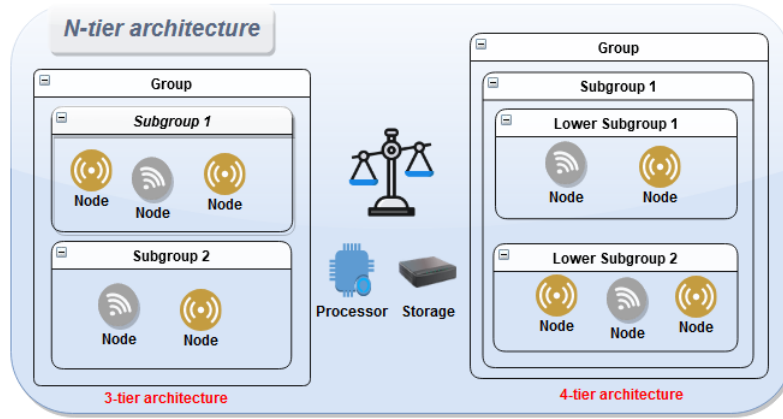 N-tier architecture
Group
Subgroup 1
Node
Node
Node
Subgroup 2
Node
Node
3-tier architecture
Processor
Storage
Group
Subgroup 1
Lower Subgroup 1
Node
Node
Lower Subgroup 2
Node
Node
Node
4-tier architecture